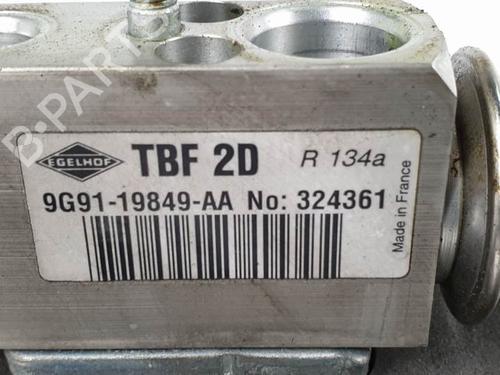 B-PARTS
EGELHOF
TBF 2D
R 134a
9G91-19849-AA No: 324361
Made in France